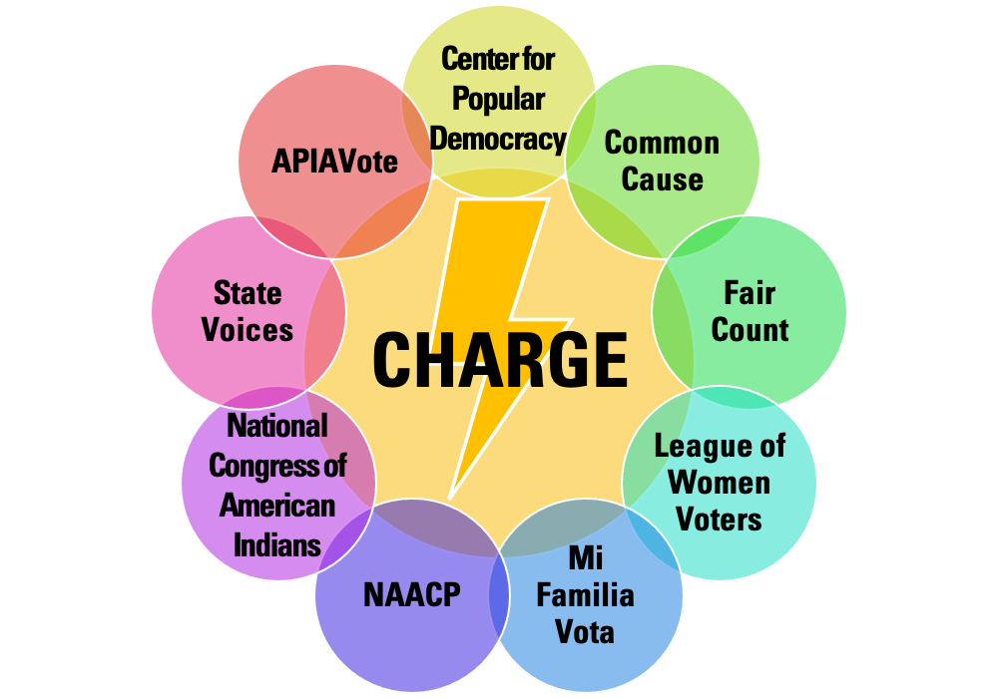 Center for
Popular
Democracy
Common
Cause
Fair
Count
League of
Women
Voters
Mi
Familia
Vota
NAACP
National
Congress of
American
Indians
State
Voices
APIAVote
CHARGE